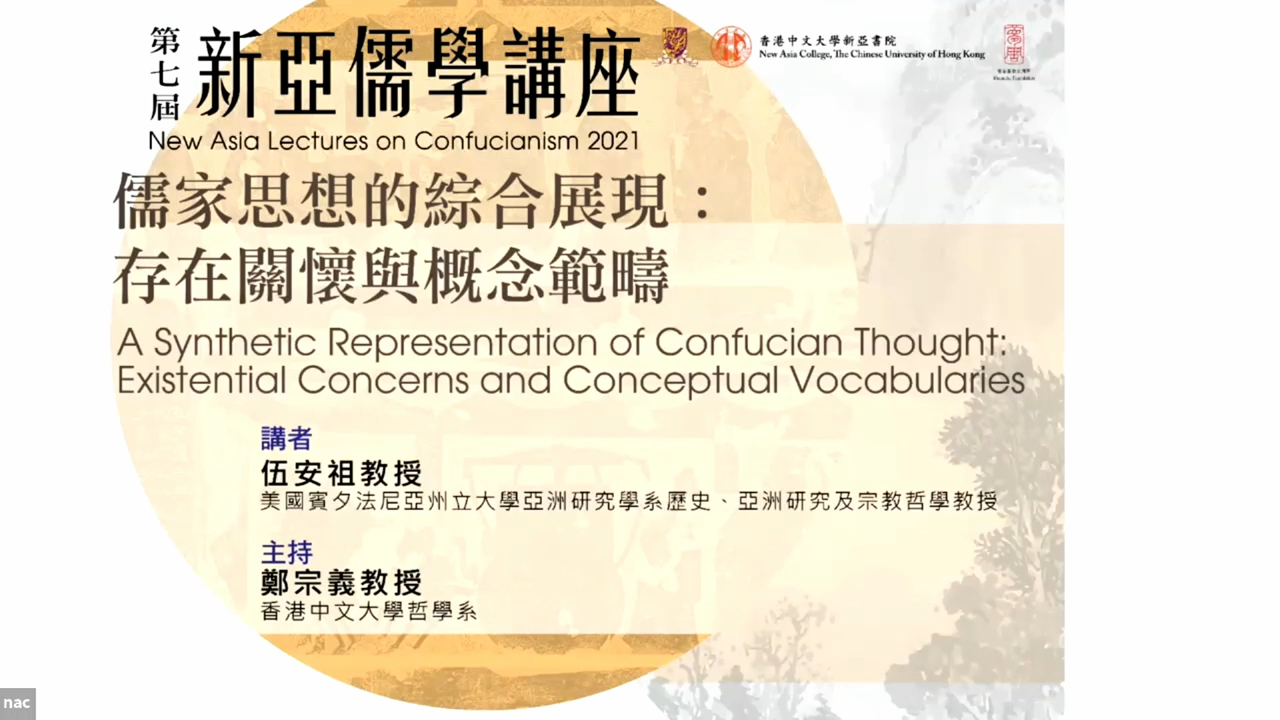 第七屆
新亞儒學講座
New Asia Lectures on Confucianism 2021
香港中文大學新亞書院
New Asia College, The Chinese University of Hong Kong
儒家思想的綜合展現：
存在關懷與概念範疇
A Synthetic Representation of Confucian Thought:
Existential Concerns and Conceptual Vocabularies
講者
伍安祖教授
美國賓夕法尼亞州立大學亞洲研究學系歷史、亞洲研究及宗教哲學教授
主持
鄭宗義教授
香港中文大學哲學系
nac